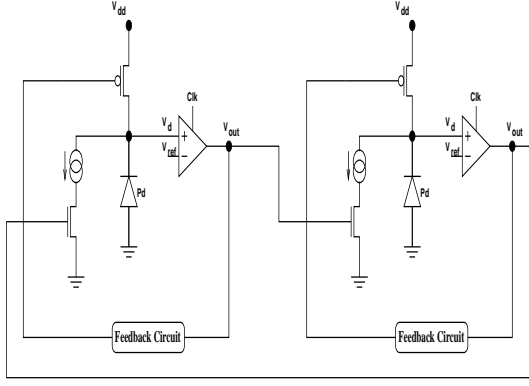 Vdd
Vdd
Clk
Clk
Vd
Vout
Vd
Vout
+
+
Vref
Vref
−
−
Pd
Pd
Feedback Circuit
Feedback Circuit